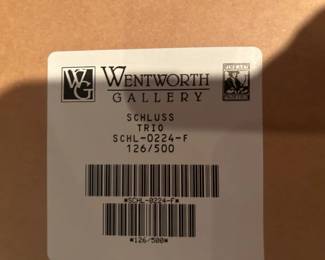 WG WENTWORTH
GALLERY
SCHLUSS
TRIO
SCHL-0224-F
126/500
*SCHL-0224-F*
*126/500*